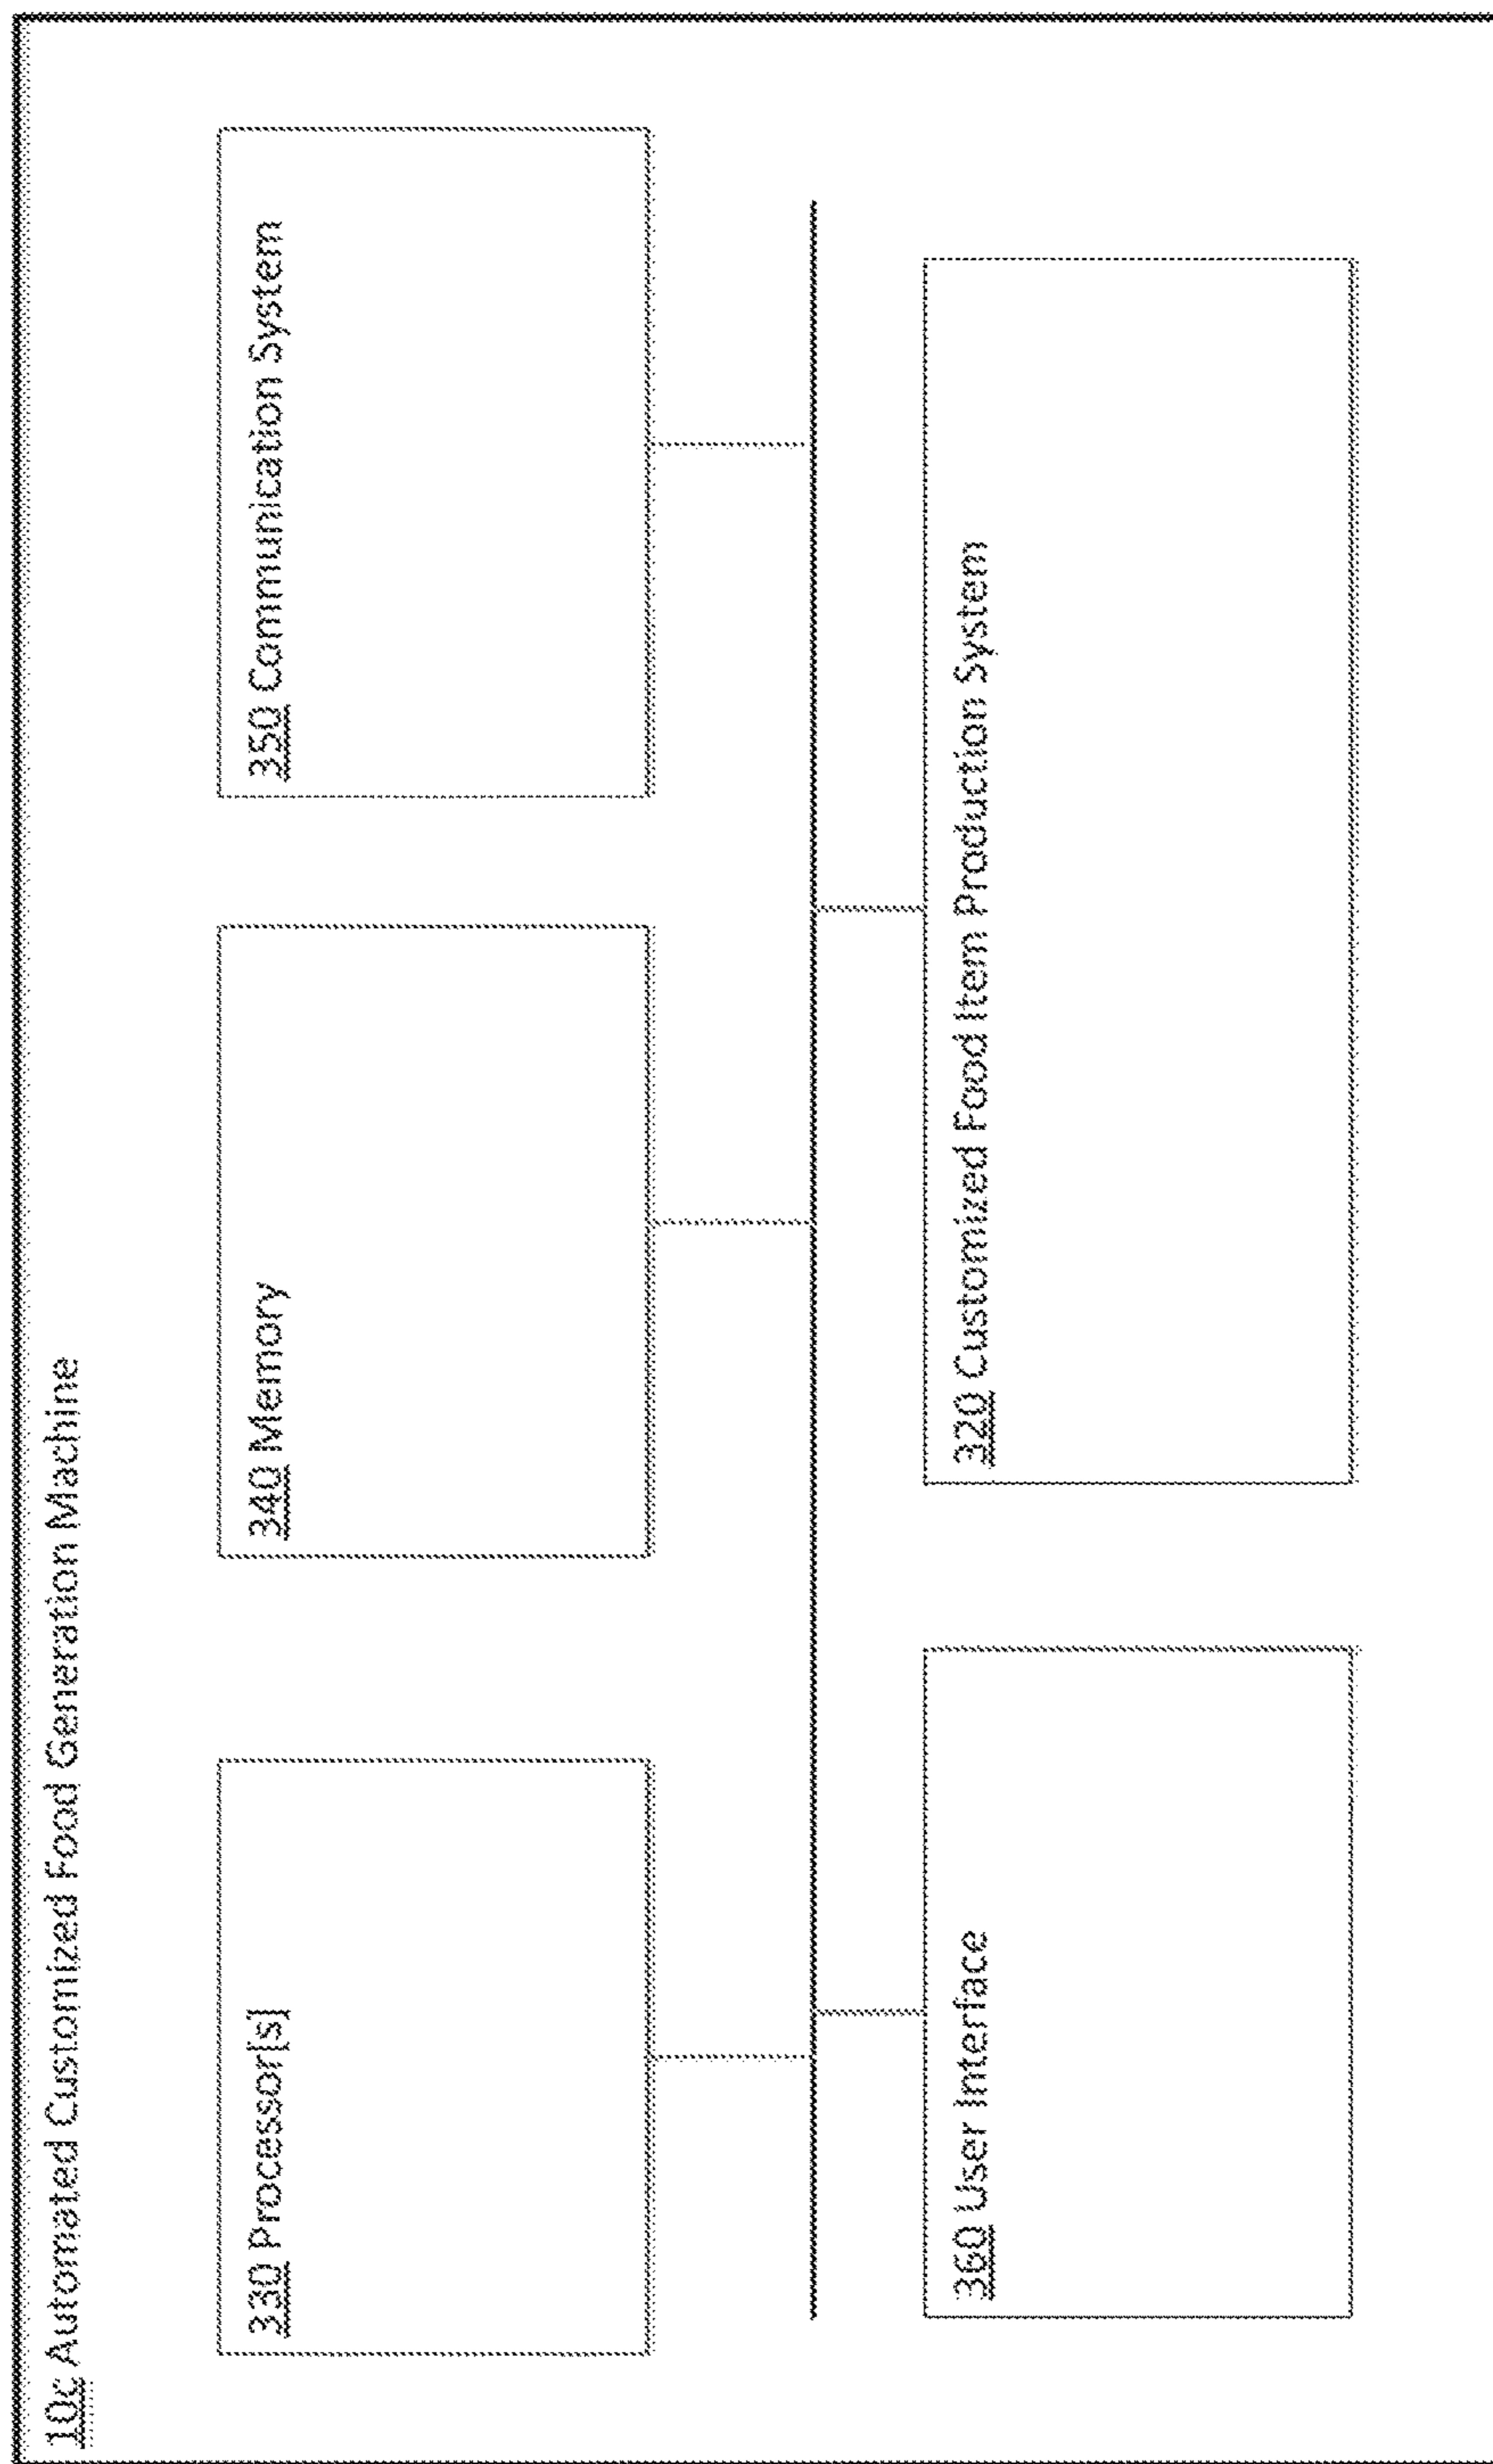 10c Automated Customized Food Generation Machine
330 Processor[s]
340 Memory
350 Communication System
360 User Interface
320 Customized Food Item Production System